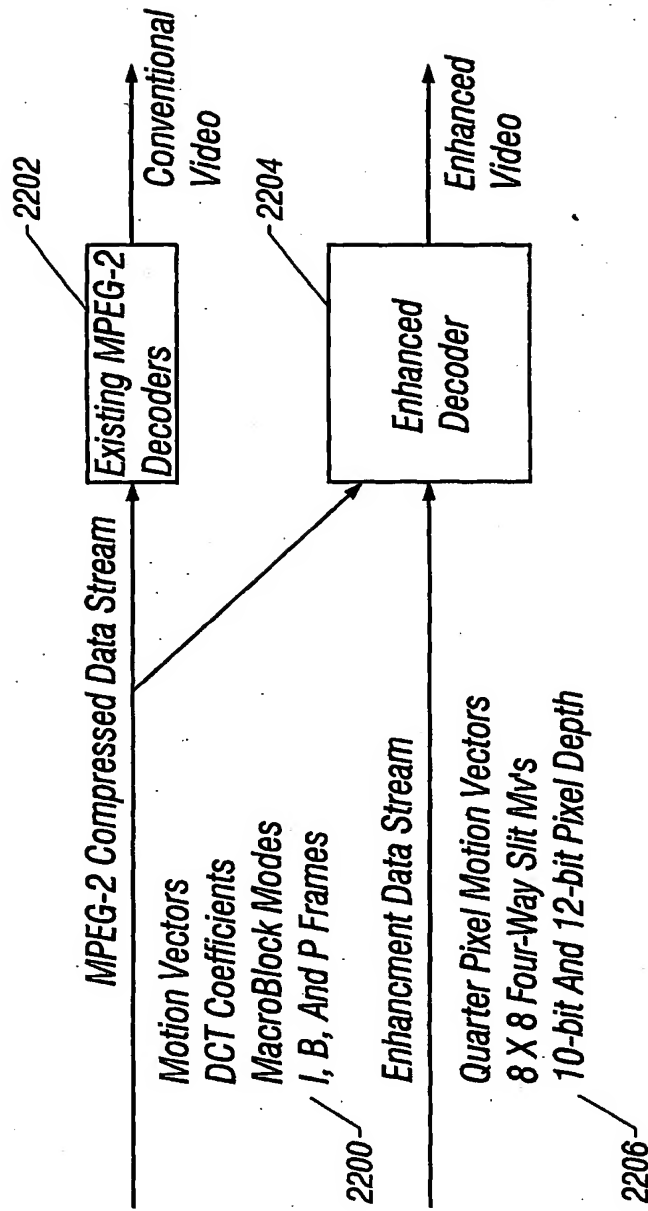 MPEG-2 Compressed Data Stream
Existing MPEG-2
Decoders
2202
Conventional
Video
Motion Vectors
DCT Coefficients
MacroBlock Modes
I, B, And P Frames
2200
Enhancment Data Stream
Enhanced
Decoder
2204
Enhanced
Video
Quarter Pixel Motion Vectors
8 X 8 Four-Way Slit Mv's
10-bit And 12-bit Pixel Depth
2206